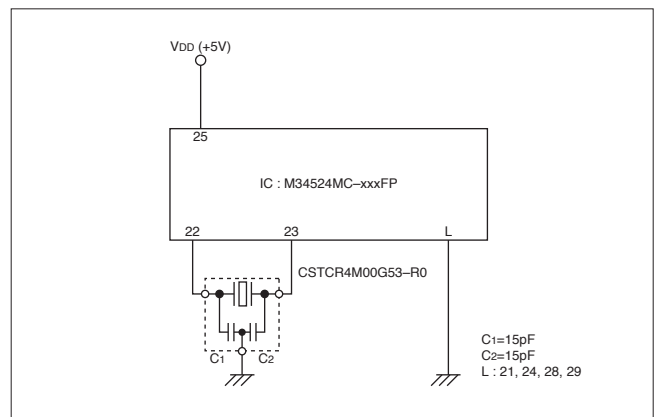 VDD (+5V)
25
IC : M34524MC–xxxFP
22 23 L
CSTCR4M00G53–R0
C1 C2
C1=15pF
C2=15pF
L : 21, 24, 28, 29